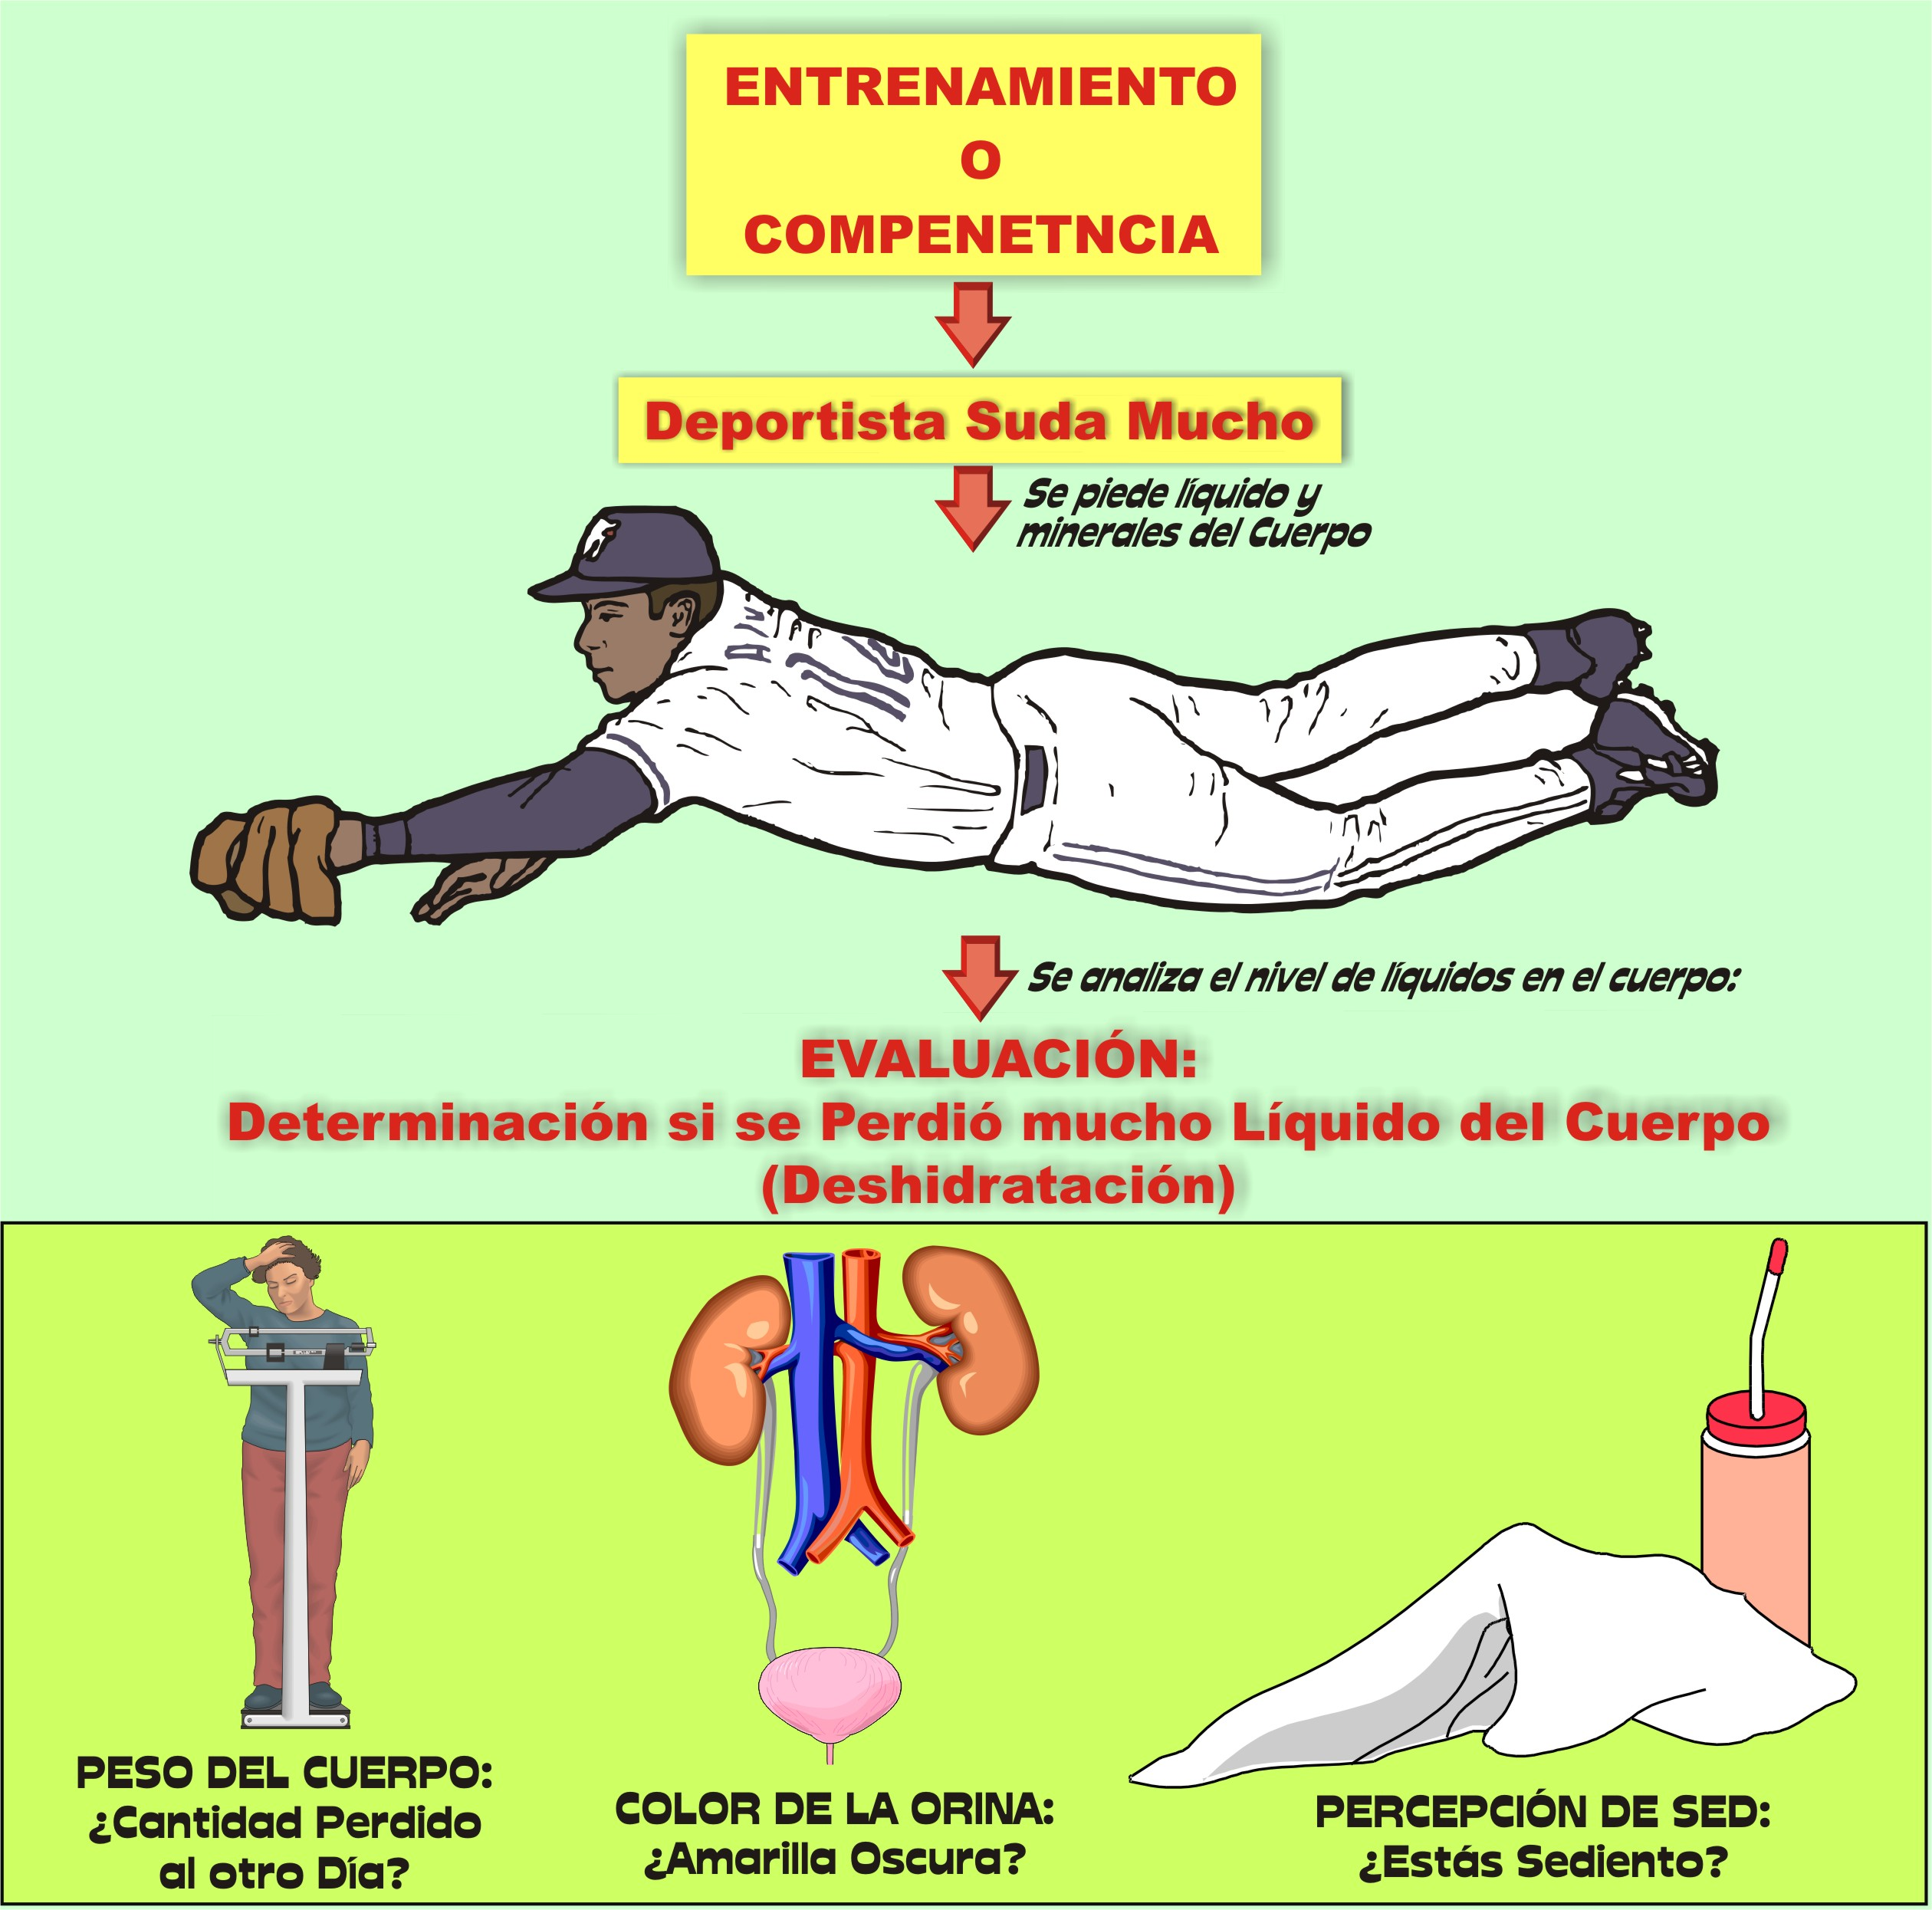 ENTRENAMIENTO
O
COMPENETNCIA
Deportista Suda Mucho
Se piede líquido y
minerales del Cuerpo
Se analiza el nivel de líquidos en el cuerpo:
EVALUACIÓN:
Determinación si se Perdió mucho Líquido del Cuerpo
(Deshidratación)
PESO DEL CUERPO:
¿Cantidad Perdido
al otro Día?
COLOR DE LA ORINA:
¿Amarilla Oscura?
PERCEPCIÓN DE SED:
¿Estás Sediento?